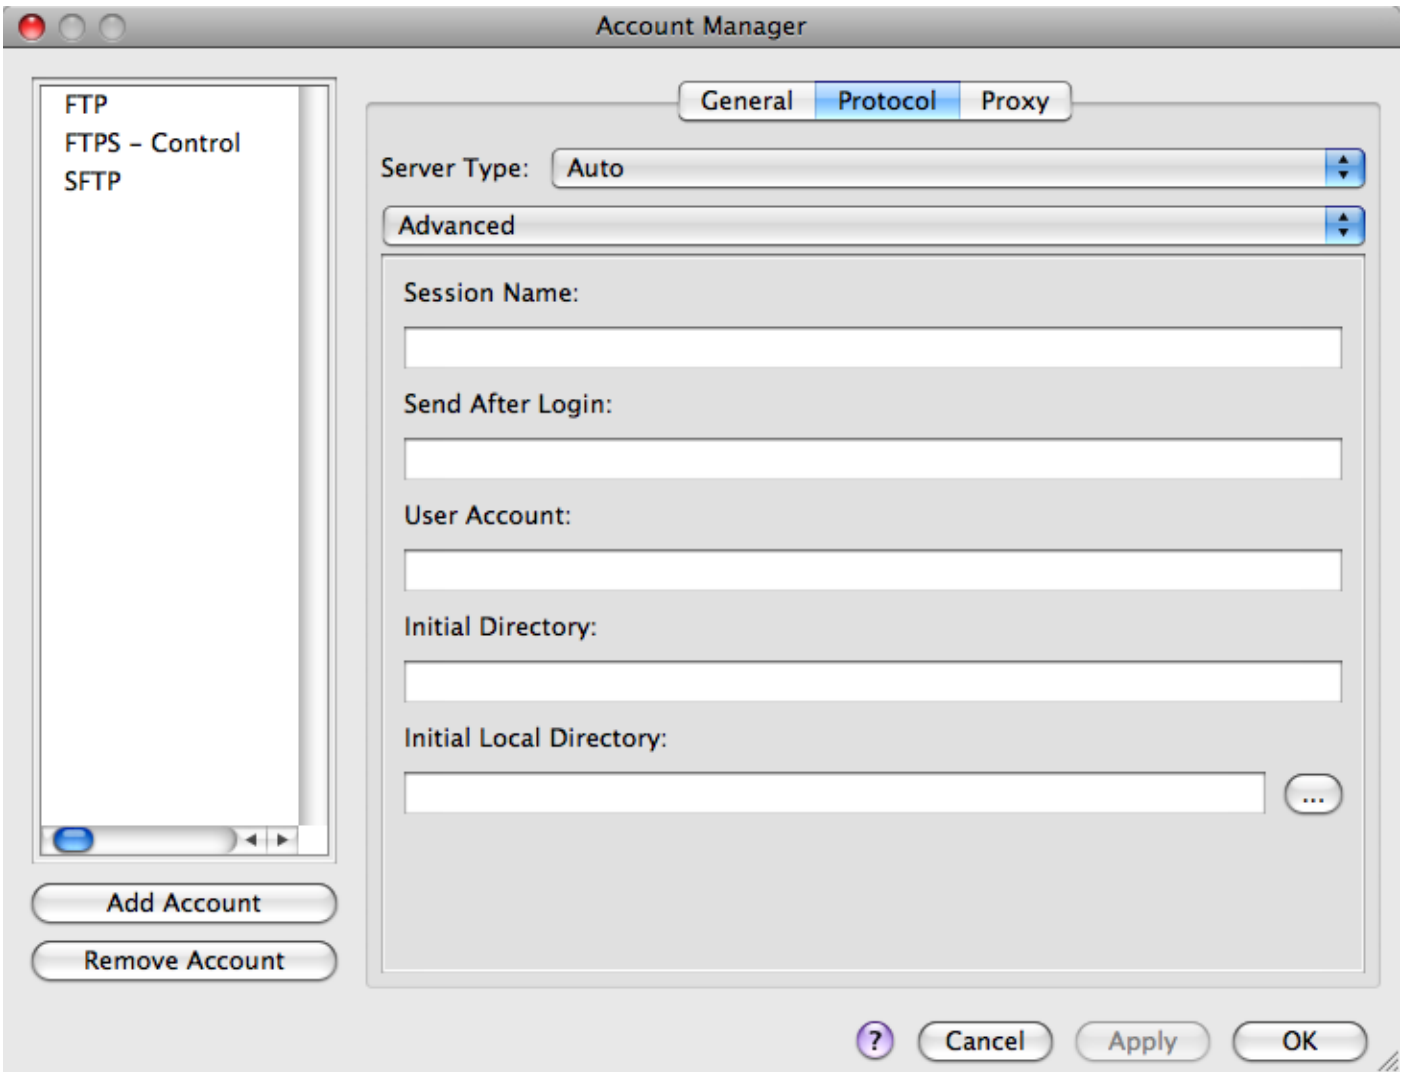 Account Manager
FTP
FTPS – Control
SFTP
General Protocol Proxy
Server Type: Auto
Advanced
Session Name:
Send After Login:
User Account:
Initial Directory:
Initial Local Directory:
...
Add Account
Remove Account
? Cancel Apply OK